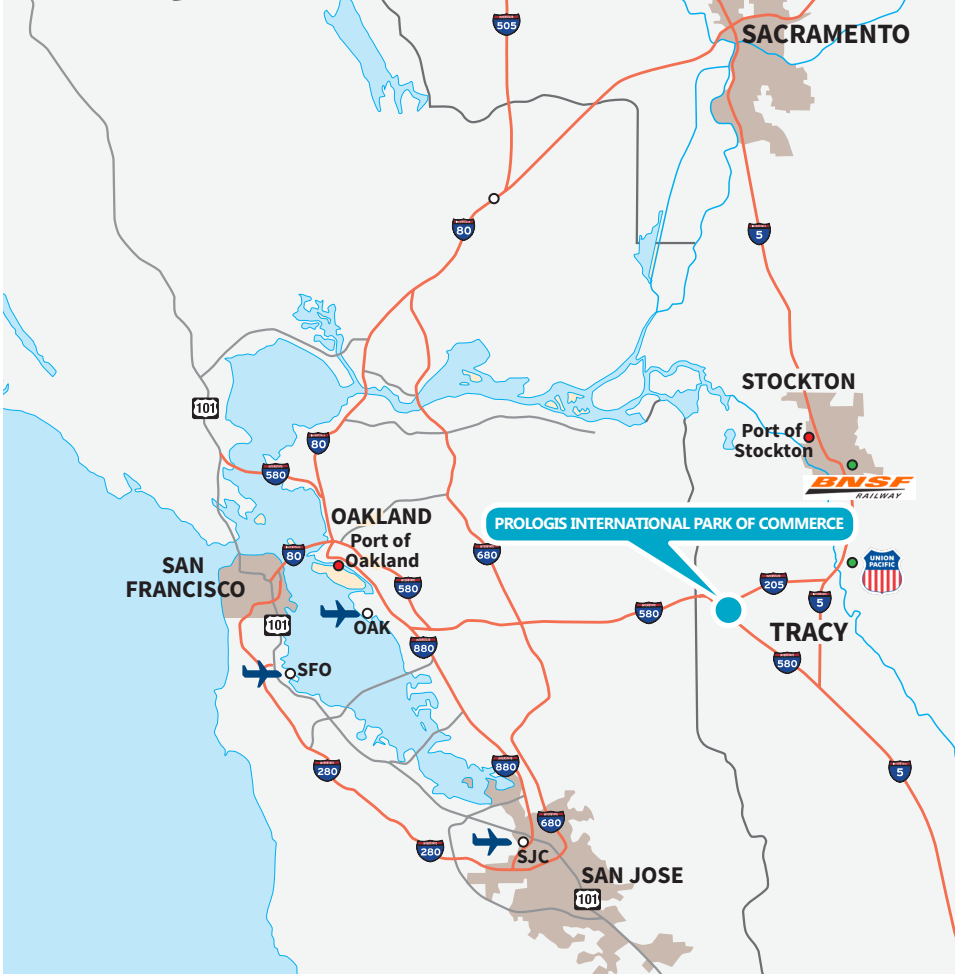 505
SACRAMENTO
80
5
STOCKTON
101
Port of
Stockton
80
580
BNSF
RAILWAY
OAKLAND
PROLOGIS INTERNATIONAL PARK OF COMMERCE
Port of
Oakland
80
680
UNION
PACIFIC
SAN
FRANCISCO
580
205
5
580
101
OAK
TRACY
880
580
SFO
880
280
5
680
280
SJC
SAN JOSE
101